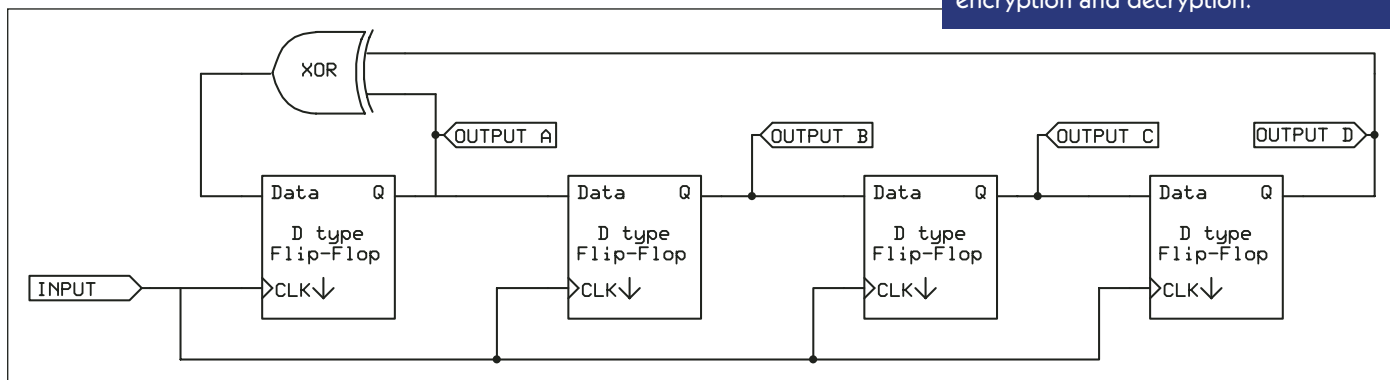 encryption and decryption.
XOR
OUTPUT A
OUTPUT B
OUTPUT C
OUTPUT D
Data Q
D type
Flip-Flop
CLK
Data Q
D type
Flip-Flop
CLK
Data Q
D type
Flip-Flop
CLK
Data Q
D type
Flip-Flop
CLK
INPUT